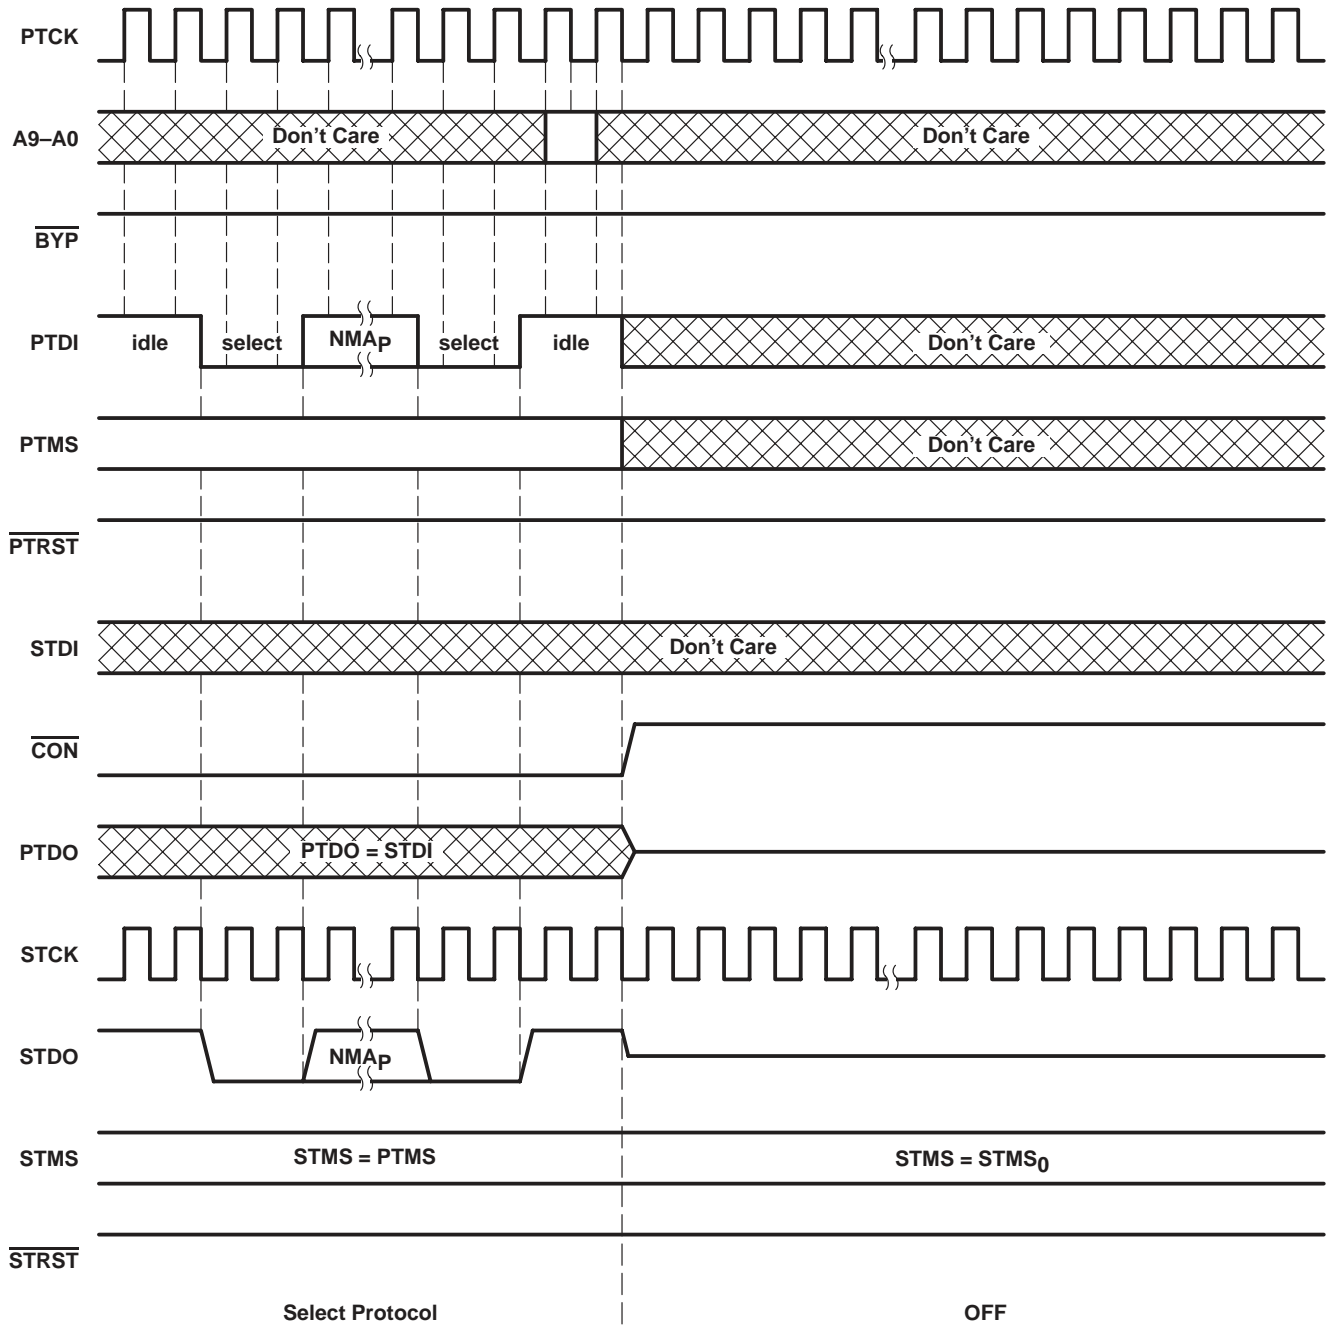 PTCK
A9–A0 Don't Care Don't Care
BYP
PTDI idle select NMAP select idle Don't Care
PTMS Don't Care
PTRST
STDI Don't Care
CON
PTDO PTDO = STDI
STCK
STDO NMAP
STMS STMS = PTMS STMS = STMS0
STRST
Select Protocol OFF